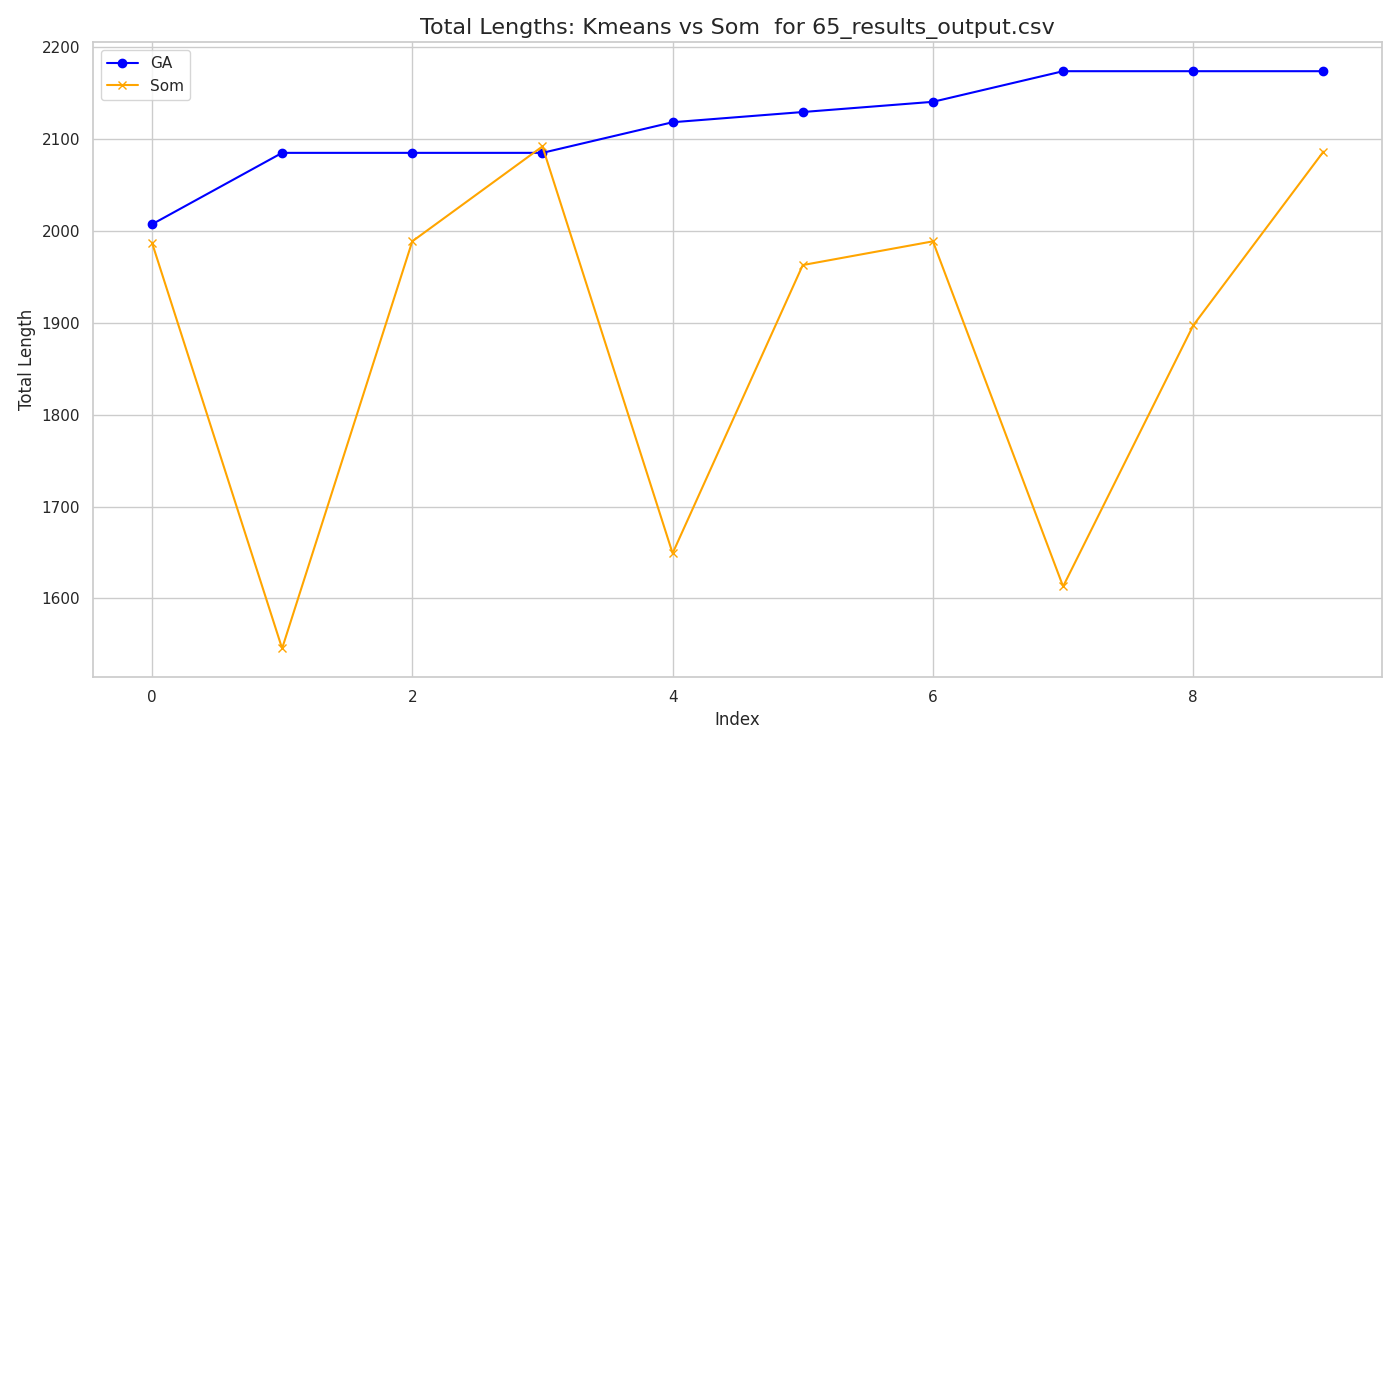 Total Lengths: Kmeans vs Som  for 65_results_output.csv
GA
Som
2200
2100
2000
1900
1800
1700
1600
Total Length
0 2 4 6 8
Index